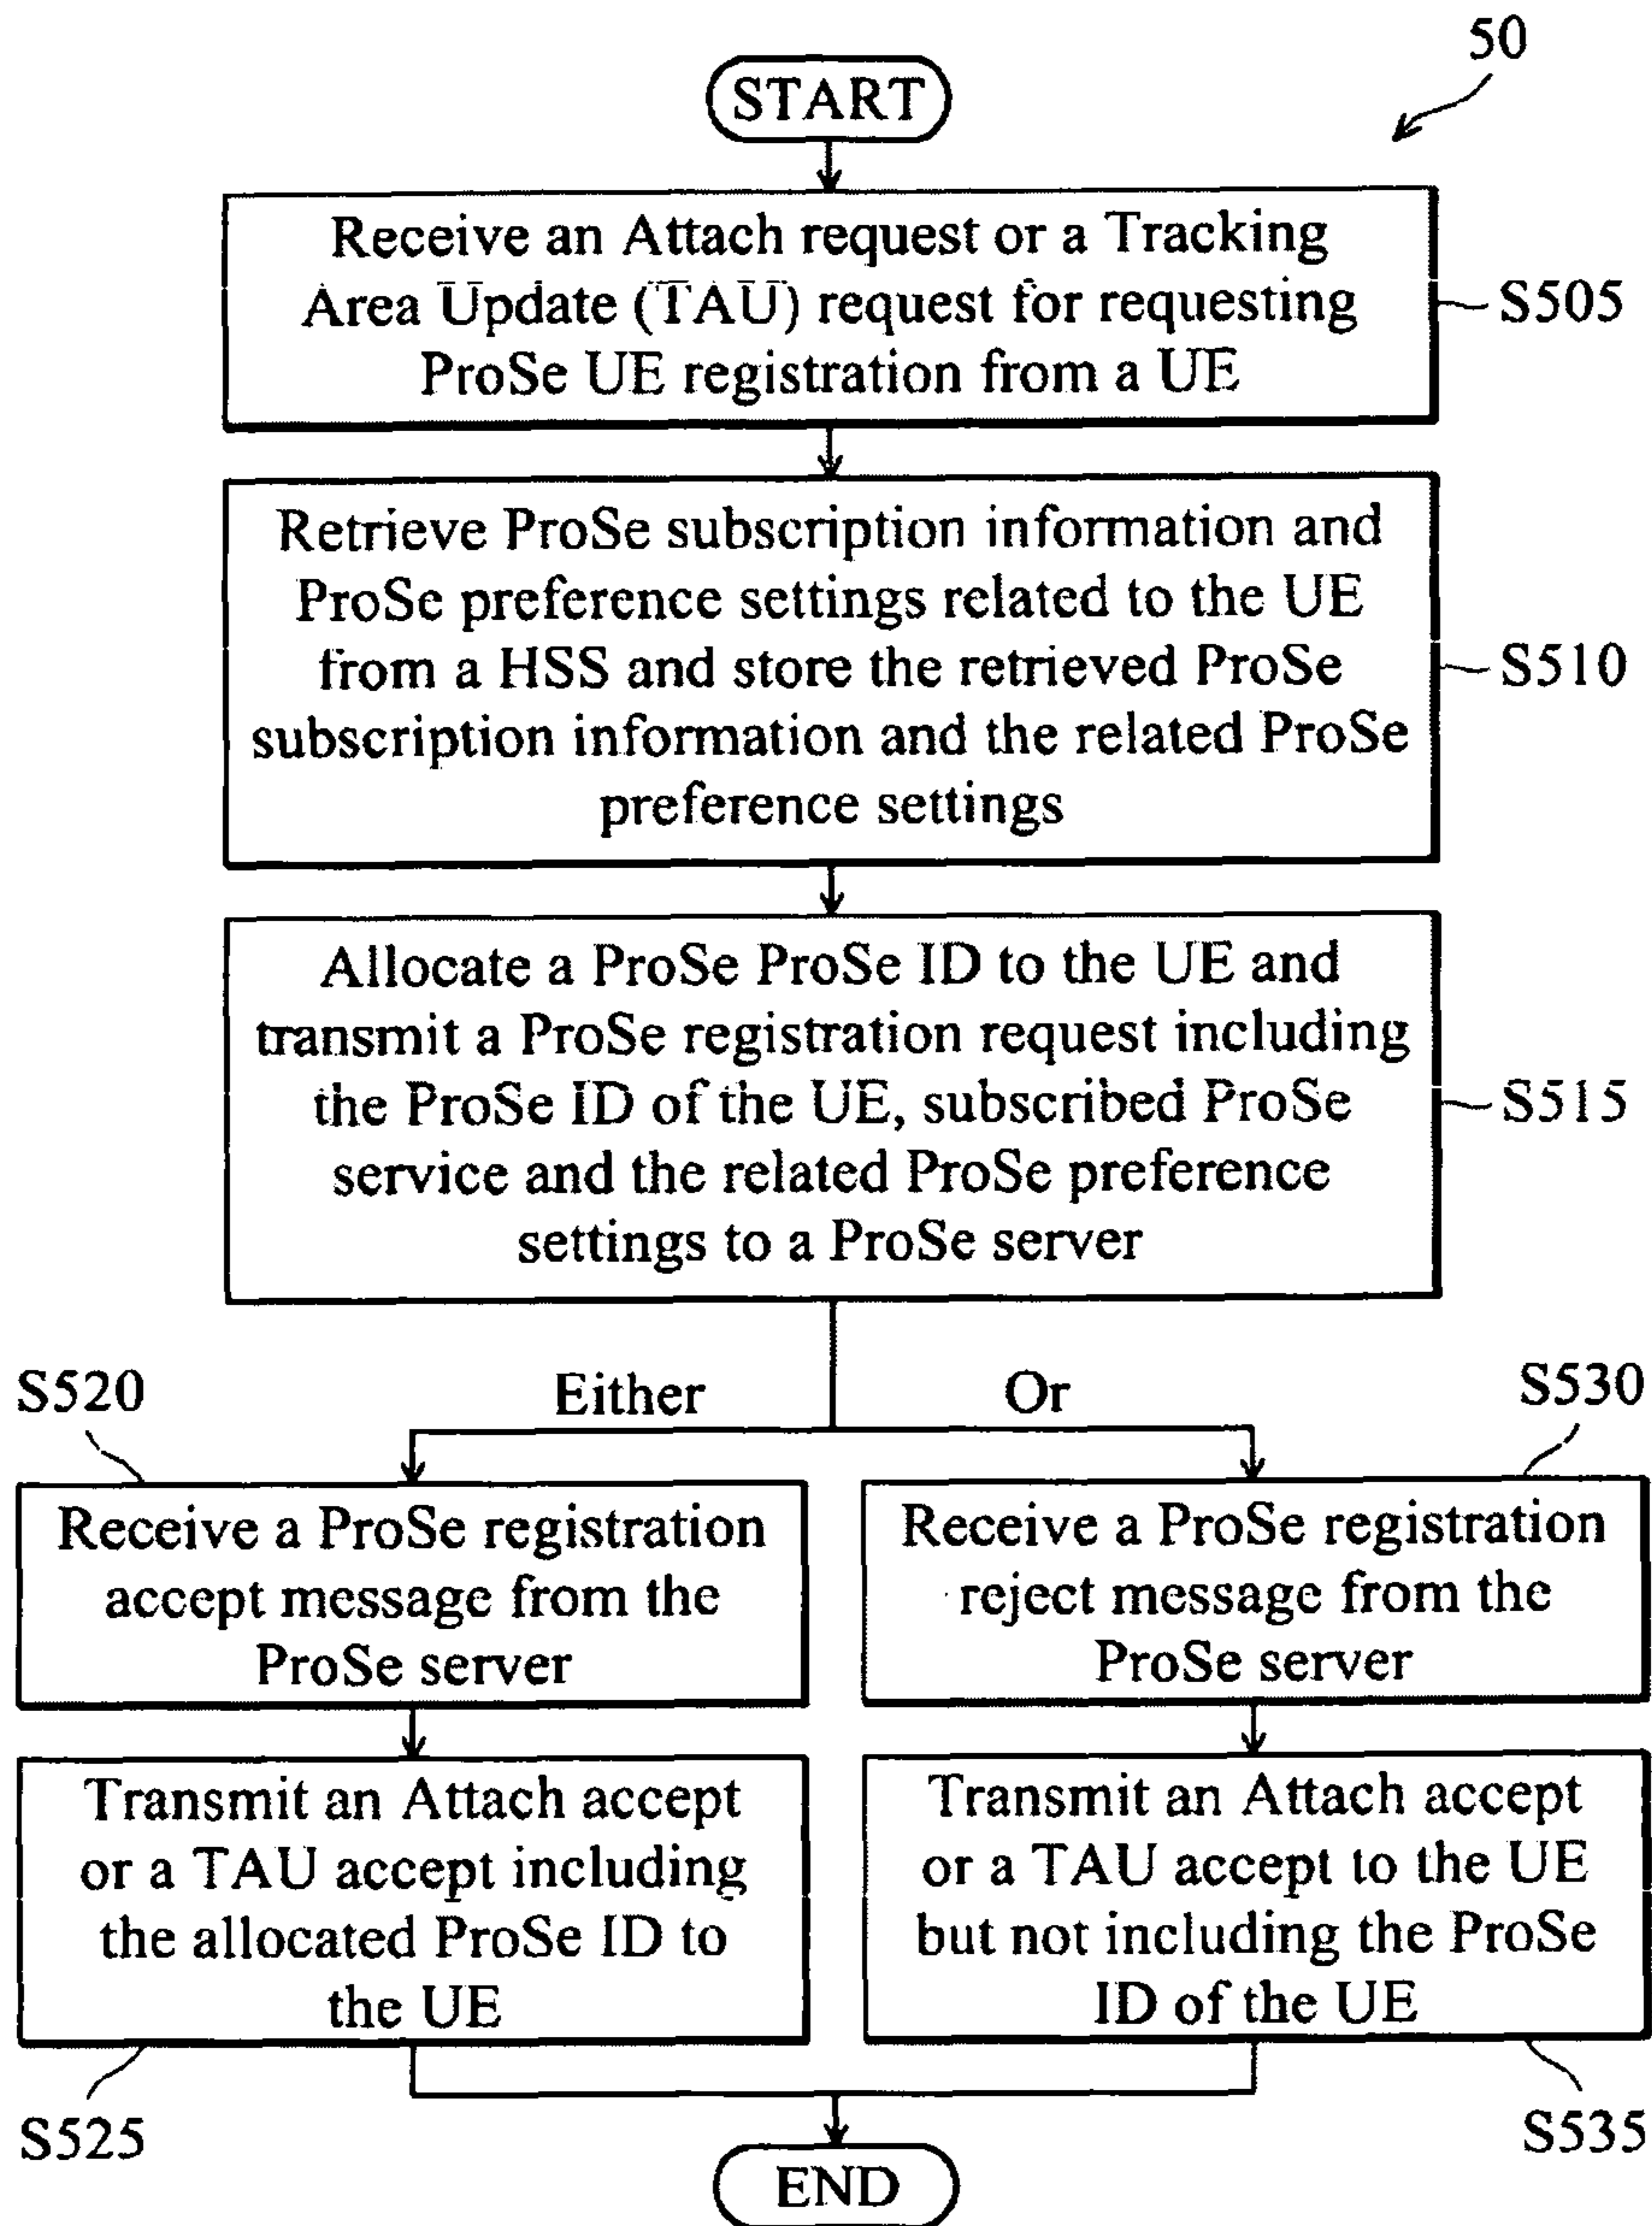 50
START
Receive an Attach request or a Tracking
Area Update (TAU) request for requesting
ProSe UE registration from a UE
S505
Retrieve ProSe subscription information and
ProSe preference settings related to the UE
from a HSS and store the retrieved ProSe
subscription information and the related ProSe
preference settings
S510
Allocate a ProSe ProSe ID to the UE and
transmit a ProSe registration request including
the ProSe ID of the UE, subscribed ProSe
service and the related ProSe preference
settings to a ProSe server
S515
Either
Or
S520
Receive a ProSe registration
accept message from the
ProSe server
S530
Receive a ProSe registration
reject message from the
ProSe server
Transmit an Attach accept
or a TAU accept including
the allocated ProSe ID to
the UE
S525
Transmit an Attach accept
or a TAU accept to the UE
but not including the ProSe
ID of the UE
S535
END